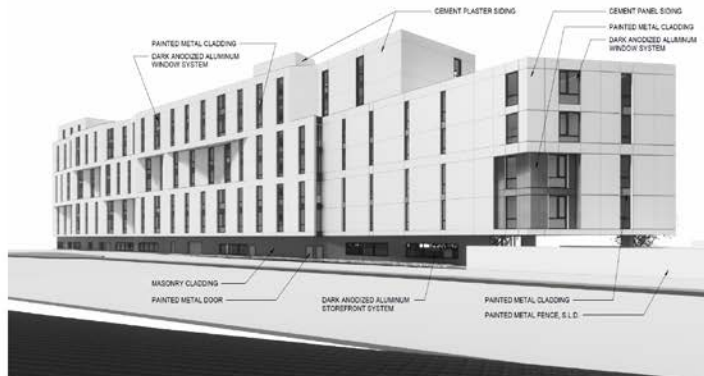 CEMENT PLASTER SIDING
CEMENT PANEL SIDING
PAINTED METAL CLADDING
DARK ANODIZED ALUMINUM
WINDOW SYSTEM
PAINTED METAL CLADDING
DARK ANODIZED ALUMINUM
WINDOW SYSTEM
MASONRY CLADDING
PAINTED METAL DOOR
DARK ANODIZED ALUMINUM
STOREFRONT SYSTEM
PAINTED METAL CLADDING
PAINTED METAL FENCE, S.L.D.